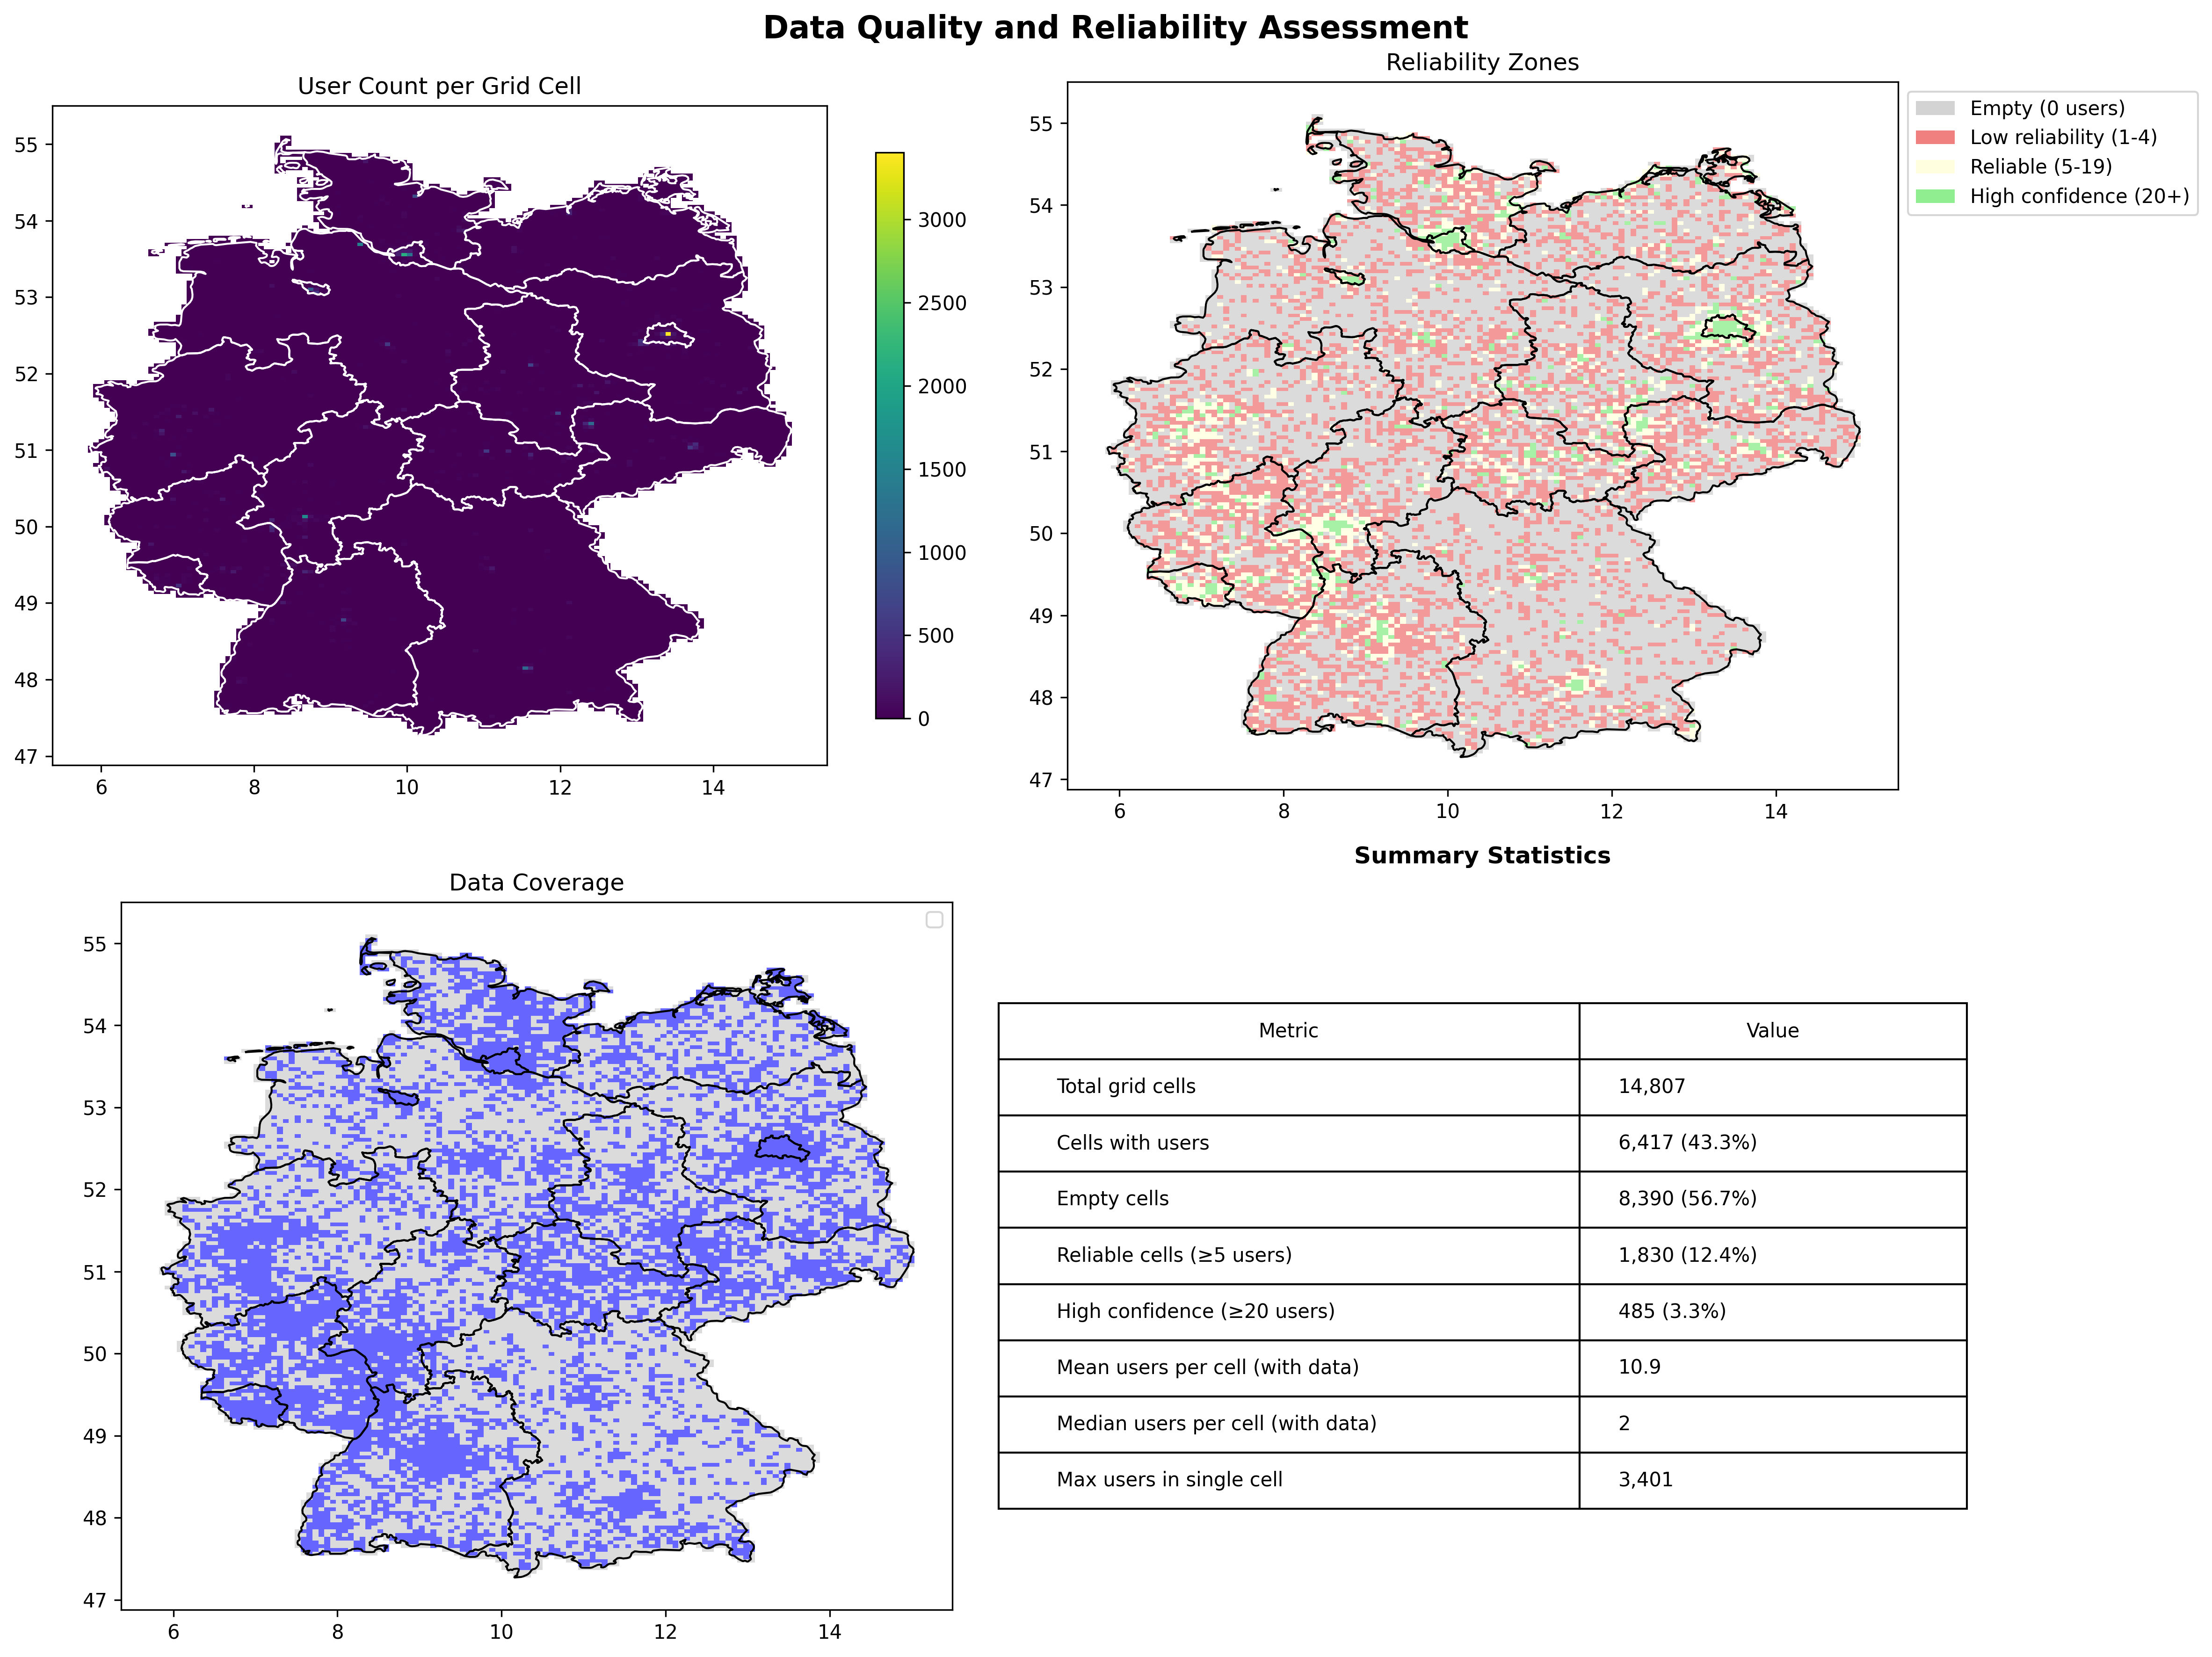 Data Quality and Reliability Assessment
User Count per Grid Cell
55
54
53
52
51
50
49
48
47
6 8 10 12 14
3000
2500
2000
1500
1000
500
0
Reliability Zones
55
54
53
52
51
50
49
48
47
6 8 10 12 14
Empty (0 users)
Low reliability (1-4)
Reliable (5-19)
High confidence (20+)
Data Coverage
55
54
53
52
51
50
49
48
47
6 8 10 12 14
Summary Statistics
Metric Value
Total grid cells 14,807
Cells with users 6,417 (43.3%)
Empty cells 8,390 (56.7%)
Reliable cells (≥5 users) 1,830 (12.4%)
High confidence (≥20 users) 485 (3.3%)
Mean users per cell (with data) 10.9
Median users per cell (with data) 2
Max users in single cell 3,401